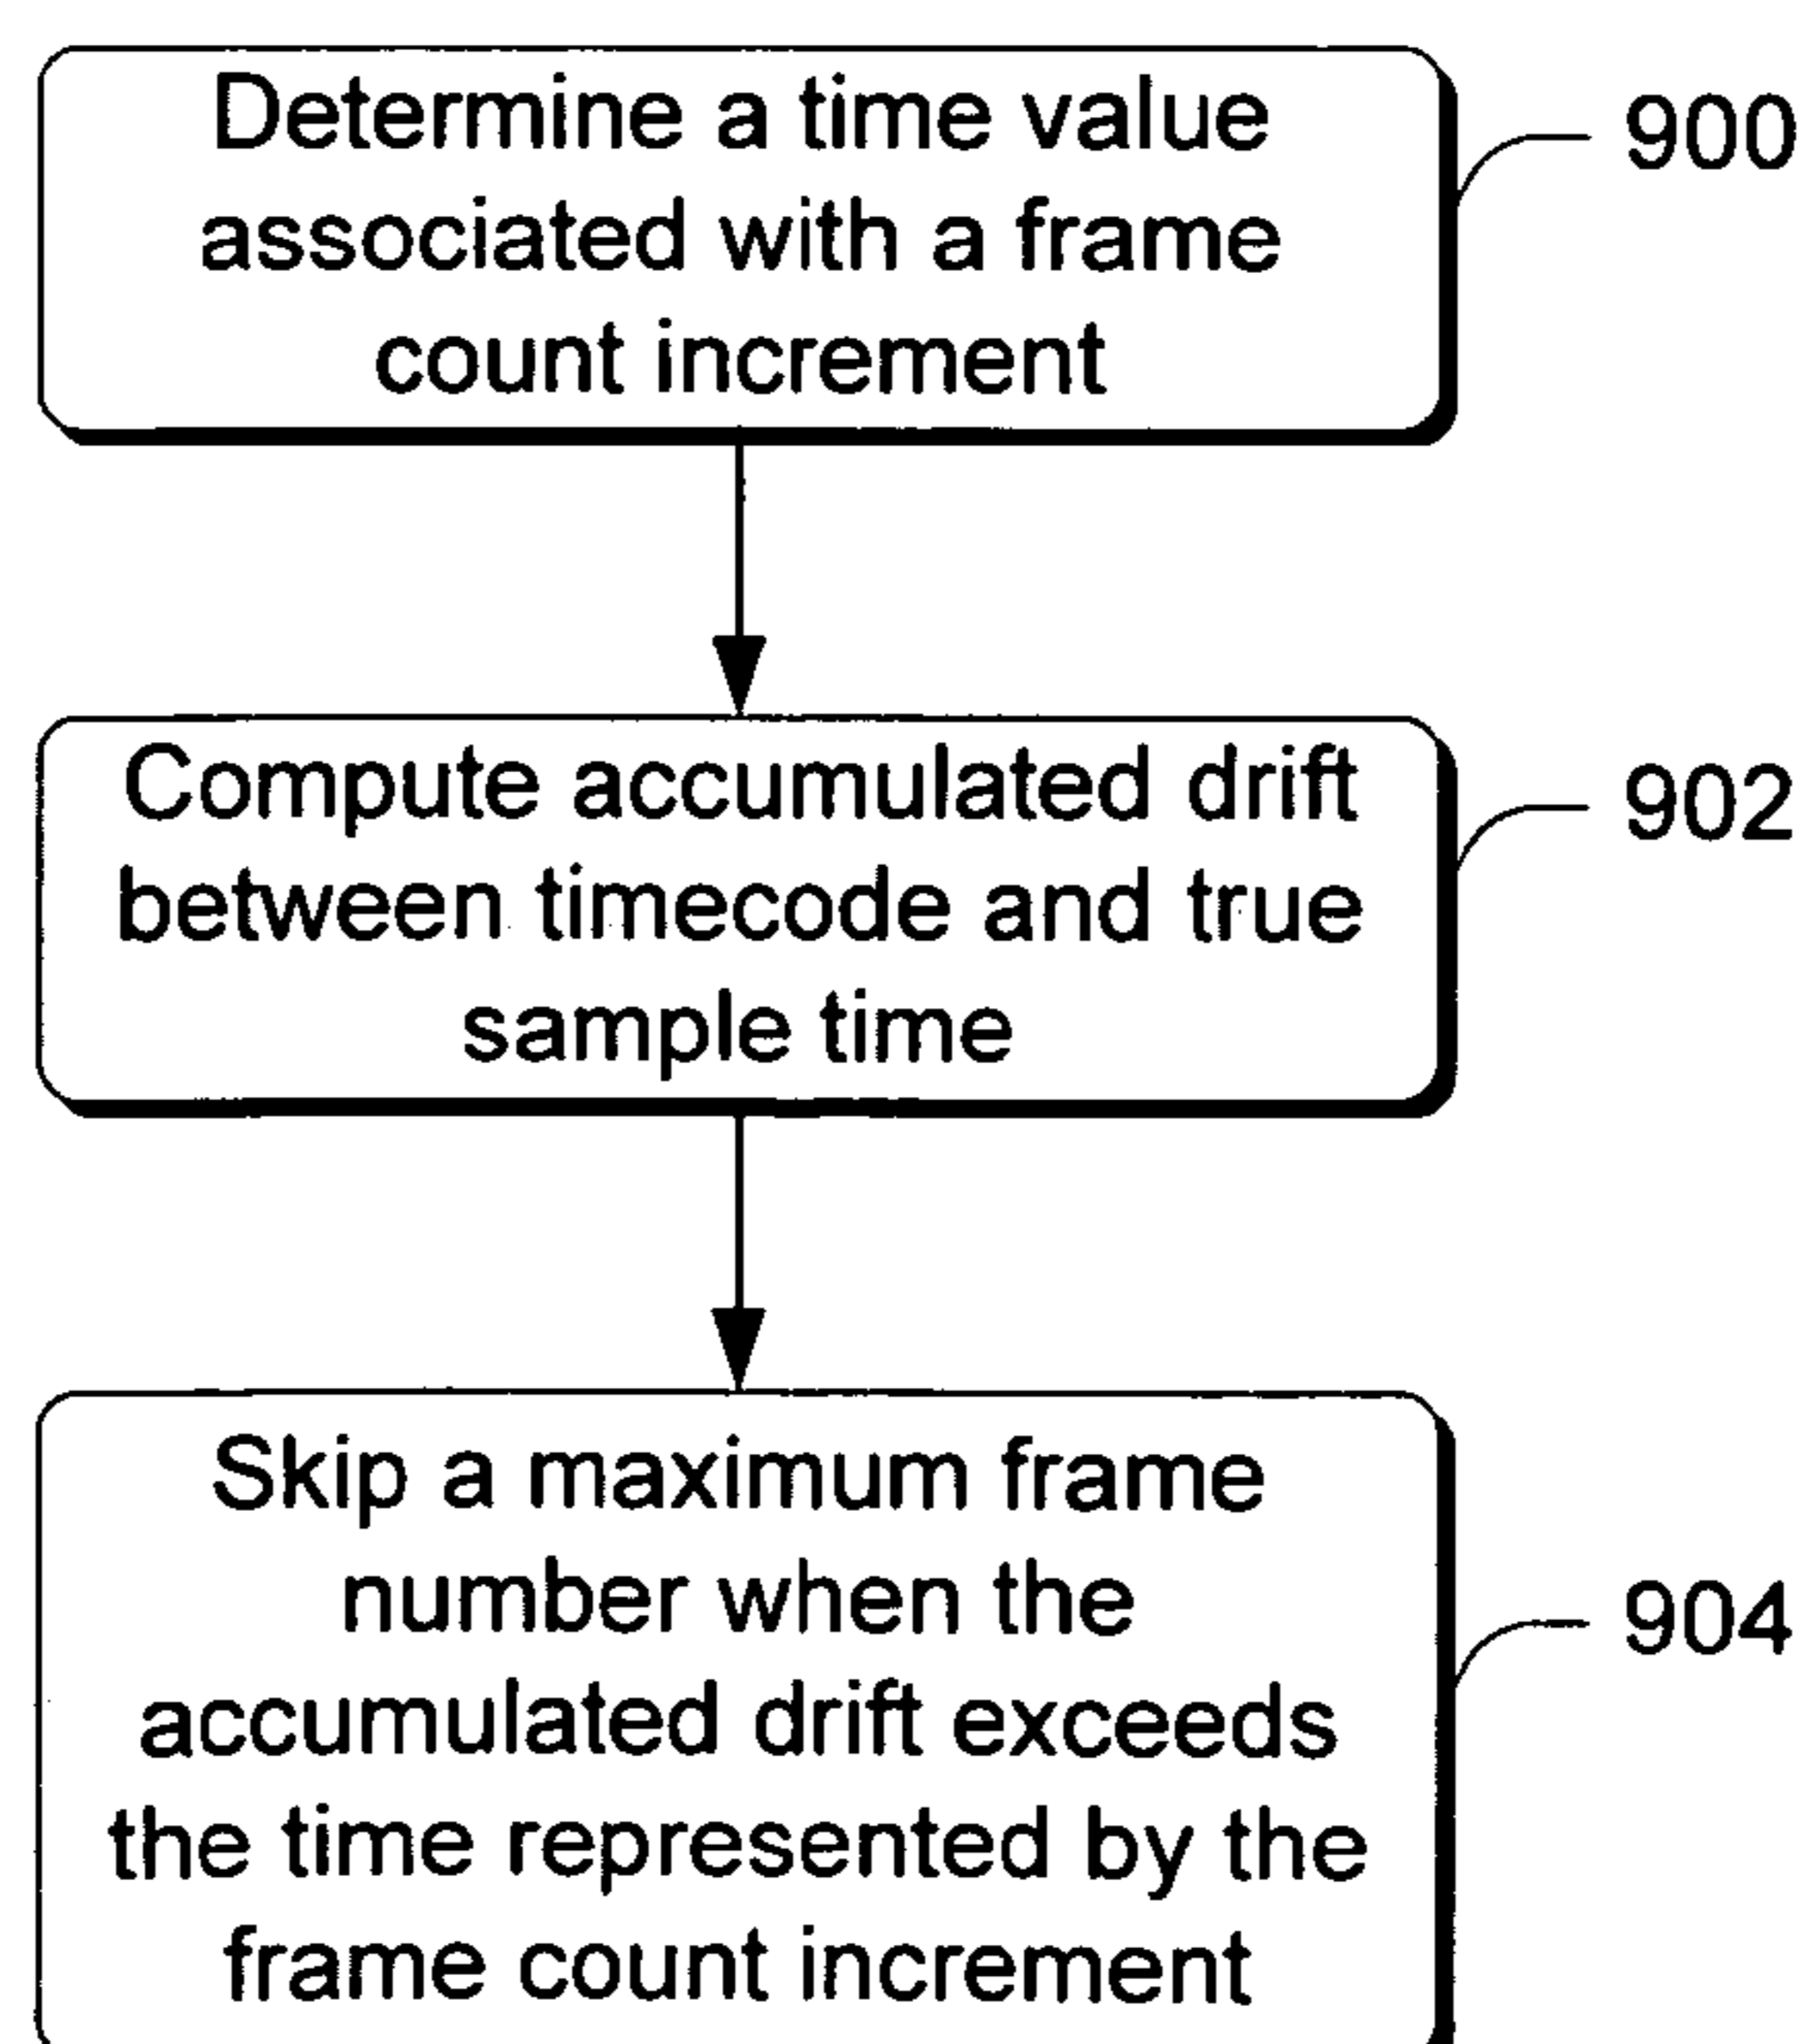 Determine a time value
associated with a frame
count increment
900
Compute accumulated drift
between timecode and true
sample time
902
Skip a maximum frame
number when the
accumulated drift exceeds
the time represented by the
frame count increment
904